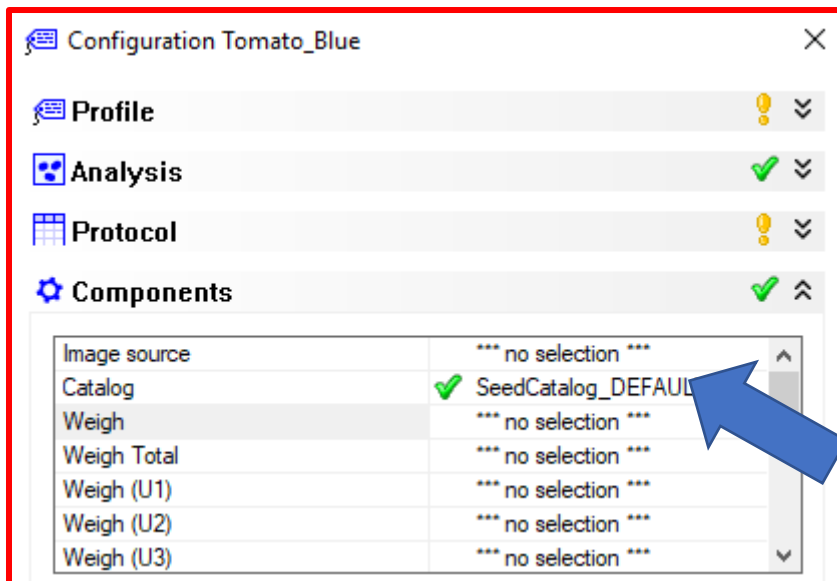 Configuration Tomato_Blue
Profile
Analysis
Protocol
Components
Image source *** no selection ***
Catalog SeedCatalog_DEFAUL
Weigh *** no selection ***
Weigh Total *** no selection ***
Weigh (U1) *** no selection ***
Weigh (U2) *** no selection ***
Weigh (U3) *** no selection ***